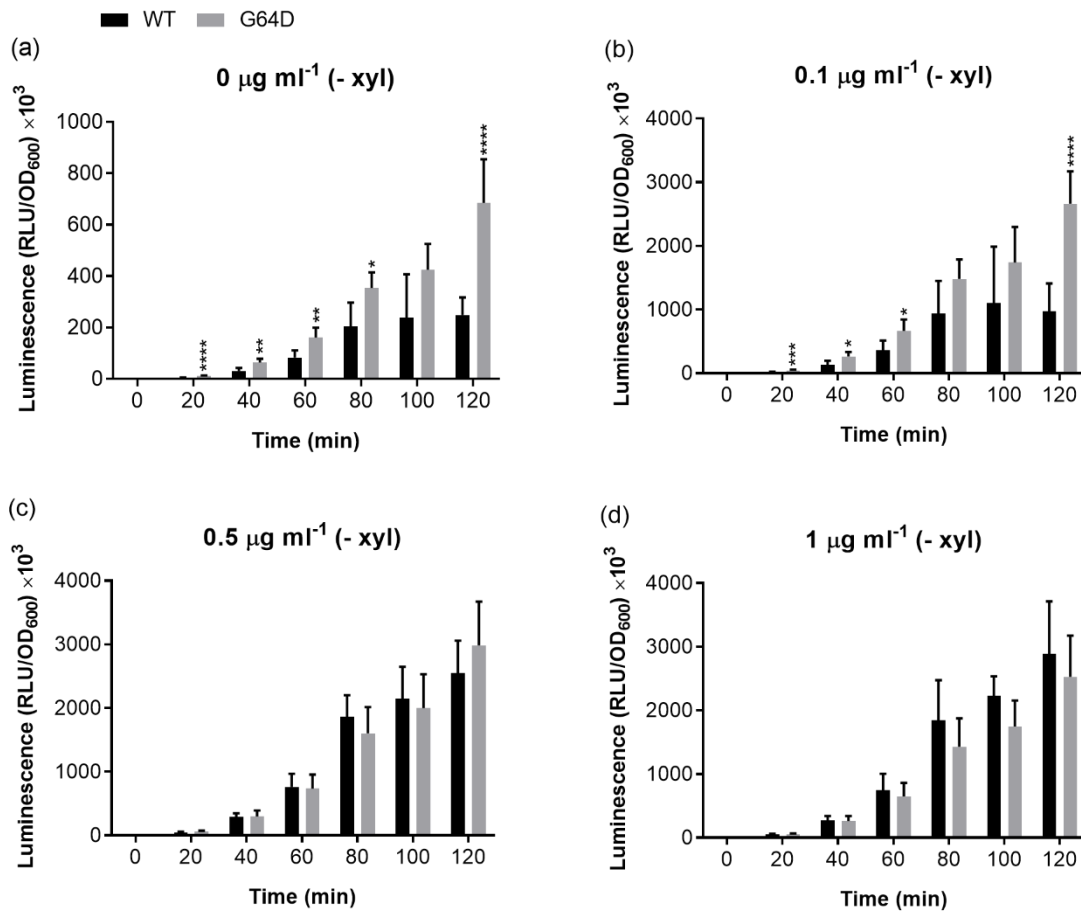 WT G64D
(a)
0 μg ml⁻¹ (- xyl)
Luminescence (RLU/OD₆₀₀) ×10³
1000
800
600
400
200
0
****
**
**
*
****
0 20 40 60 80 100 120
Time (min)
(b)
0.1 μg ml⁻¹ (- xyl)
Luminescence (RLU/OD₆₀₀) ×10³
4000
3000
2000
1000
0
***
*
*
****
0 20 40 60 80 100 120
Time (min)
(c)
0.5 μg ml⁻¹ (- xyl)
Luminescence (RLU/OD₆₀₀) ×10³
4000
3000
2000
1000
0
0 20 40 60 80 100 120
Time (min)
(d)
1 μg ml⁻¹ (- xyl)
Luminescence (RLU/OD₆₀₀) ×10³
4000
3000
2000
1000
0
0 20 40 60 80 100 120
Time (min)